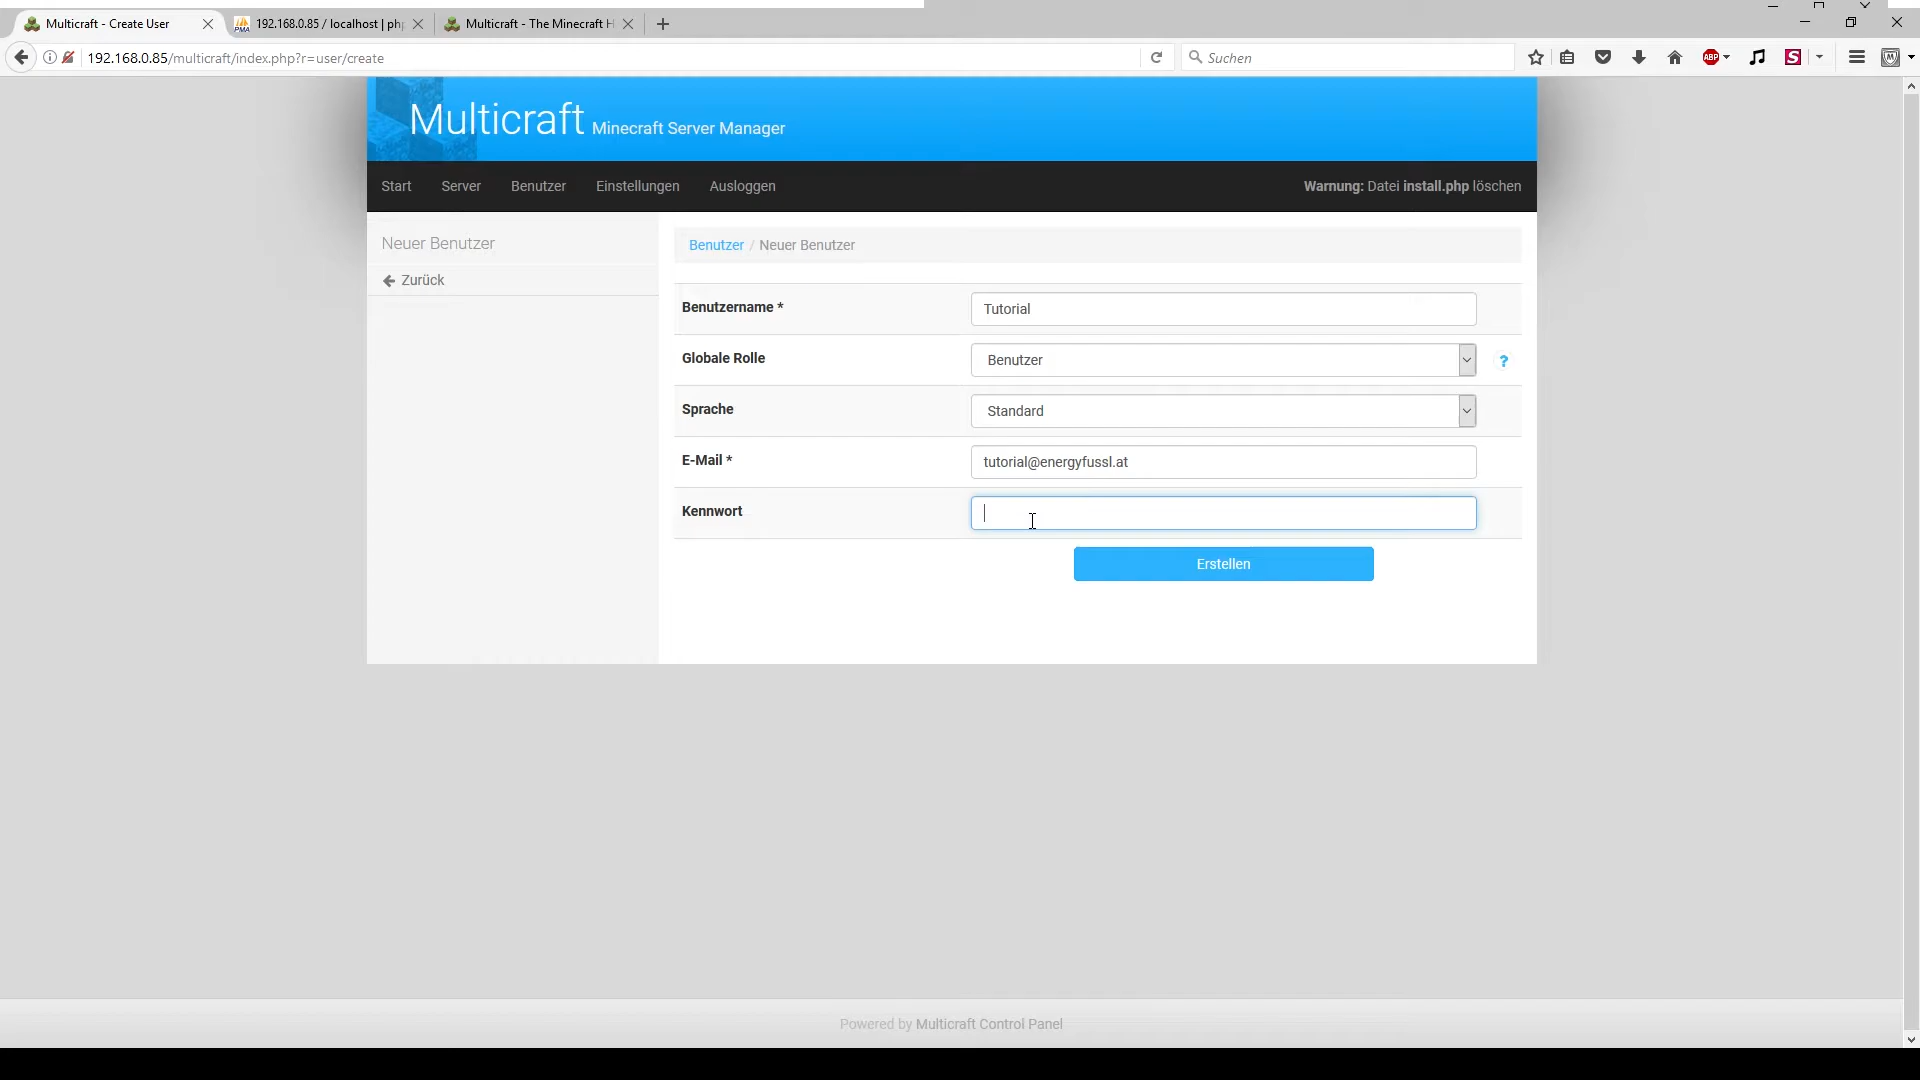 Multicraft - Create User
192.168.0.85 / localhost | php
Multicraft - The Minecraft H
192.168.0.85/multicraft/index.php?r=user/create
Suchen
ABP
S
Multicraft Minecraft Server Manager
Start
Server
Benutzer
Einstellungen
Ausloggen
Warnung: Datei install.php löschen
Neuer Benutzer
Zurück
Benutzer / Neuer Benutzer
Benutzername *
Tutorial
Globale Rolle
Benutzer
?
Sprache
Standard
E-Mail *
tutorial@energyfussl.at
Kennwort
Erstellen
Powered by Multicraft Control Panel